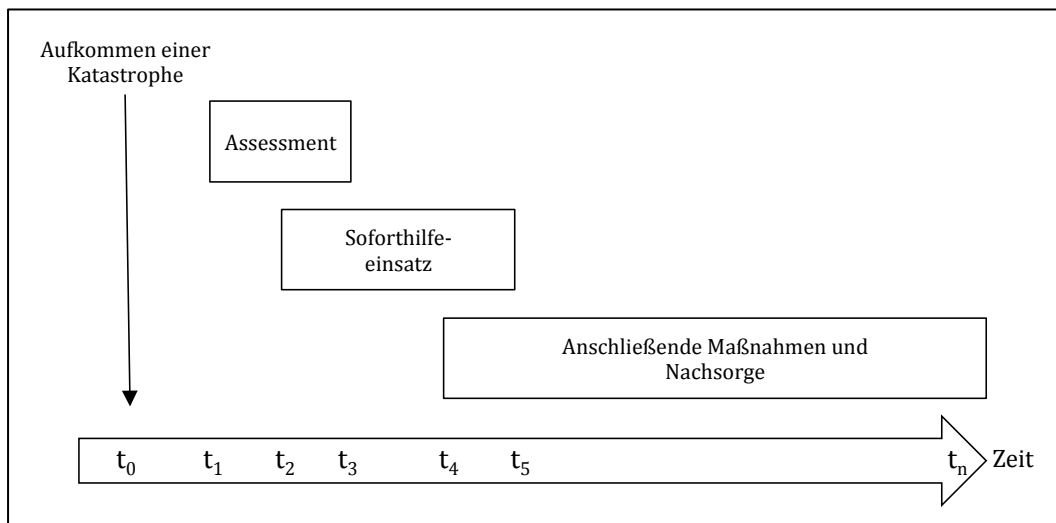 Aufkommen einer
Katastrophe
Assessment
Soforthilfe-
einsatz
Anschließende Maßnahmen und
Nachsorge
t₀ t₁ t₂ t₃ t₄ t₅ tₙ Zeit